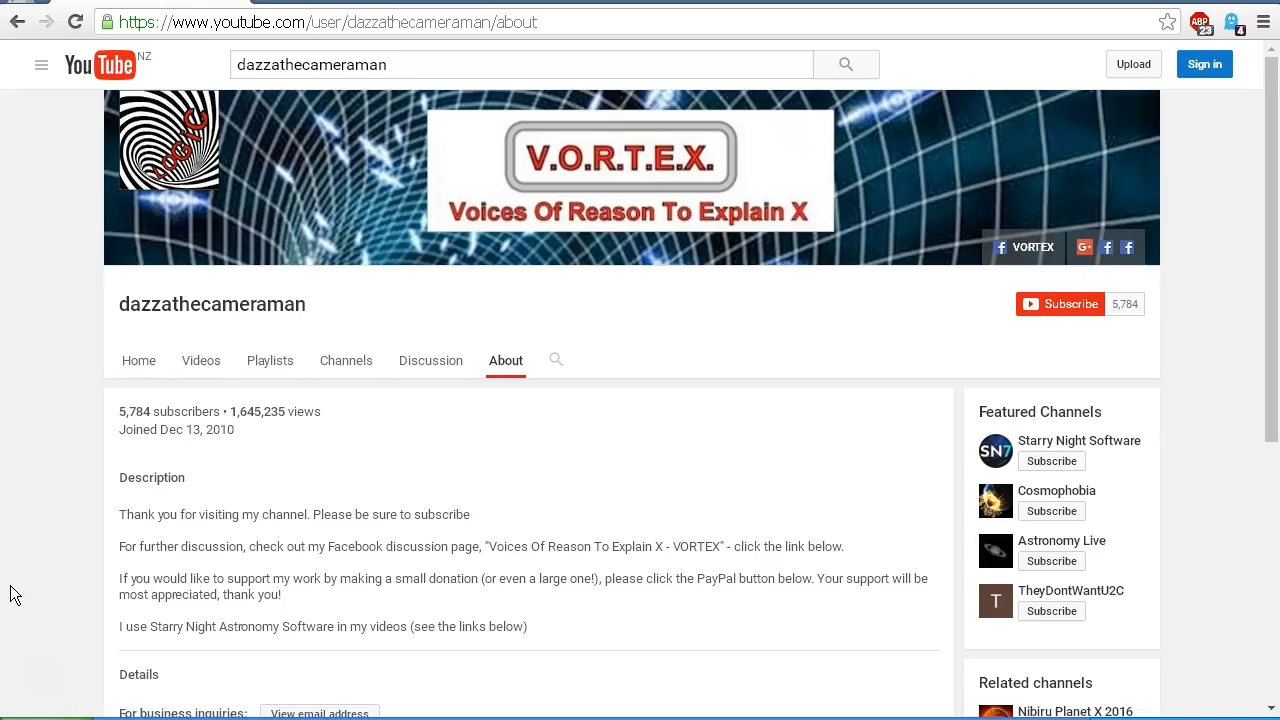 https://www.youtube.com/user/dazzathecameraman/about
ABP
23
4
YouTube NZ
dazzathecameraman
Upload
Sign in
LOGIC
V.O.R.T.E.X.
Voices Of Reason To Explain X
VORTEX
dazzathecameraman
Subscribe 5,784
Home Videos Playlists Channels Discussion About
5,784 subscribers • 1,645,235 views
Joined Dec 13, 2010
Description
Thank you for visiting my channel. Please be sure to subscribe
For further discussion, check out my Facebook discussion page, "Voices Of Reason To Explain X - VORTEX" - click the link below.
If you would like to support my work by making a small donation (or even a large one!), please click the PayPal button below. Your support will be
most appreciated, thank you!
I use Starry Night Astronomy Software in my videos (see the links below)
Details
For business inquiries: View email address
Featured Channels
SN7
Starry Night Software
Subscribe
Cosmophobia
Subscribe
Astronomy Live
Subscribe
T
TheyDontWantU2C
Subscribe
Related channels
Nibiru Planet X 2016